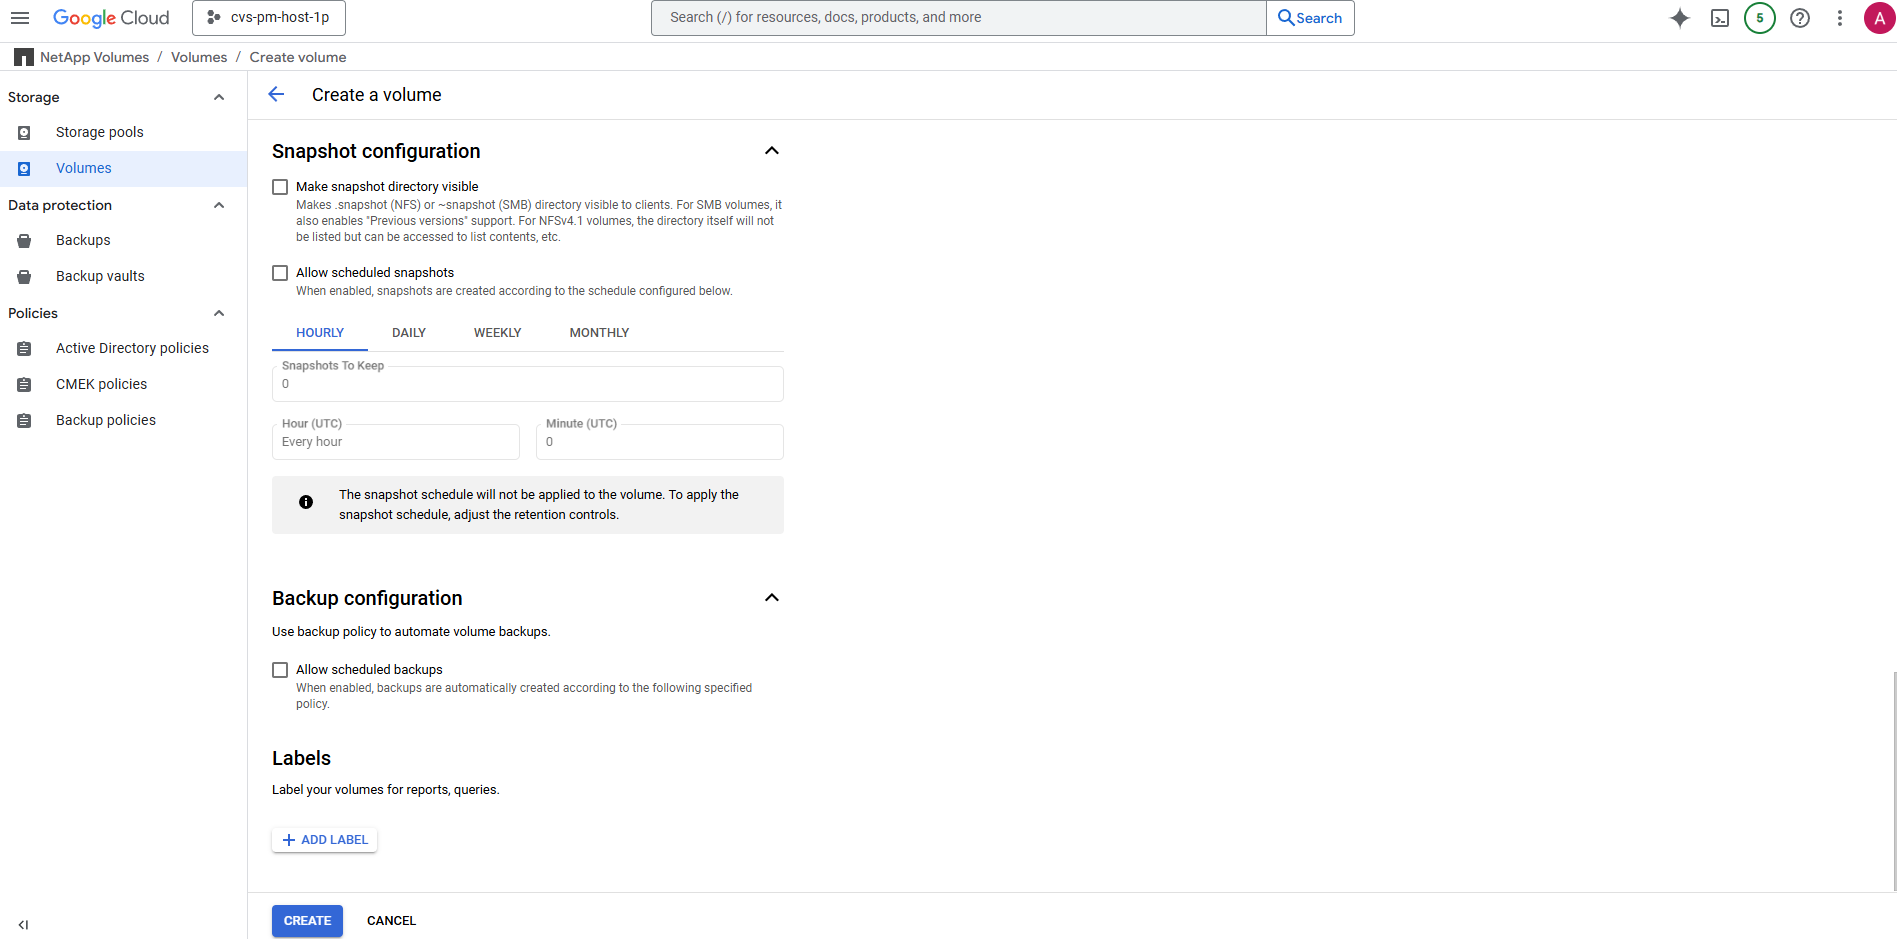 Google Cloud
cvs-pm-host-1p
Search (/) for resources, docs, products, and more
Search
5
A
NetApp Volumes / Volumes / Create volume
Storage
Storage pools
Volumes
Data protection
Backups
Backup vaults
Policies
Active Directory policies
CMEK policies
Backup policies
Create a volume
Snapshot configuration
Make snapshot directory visible
Makes .snapshot (NFS) or ~snapshot (SMB) directory visible to clients. For SMB volumes, it
also enables "Previous versions" support. For NFSv4.1 volumes, the directory itself will not
be listed but can be accessed to list contents, etc.
Allow scheduled snapshots
When enabled, snapshots are created according to the schedule configured below.
HOURLY DAILY WEEKLY MONTHLY
Snapshots To Keep
0
Hour (UTC)
Every hour
Minute (UTC)
0
The snapshot schedule will not be applied to the volume. To apply the
snapshot schedule, adjust the retention controls.
Backup configuration
Use backup policy to automate volume backups.
Allow scheduled backups
When enabled, backups are automatically created according to the following specified
policy.
Labels
Label your volumes for reports, queries.
ADD LABEL
CREATE CANCEL